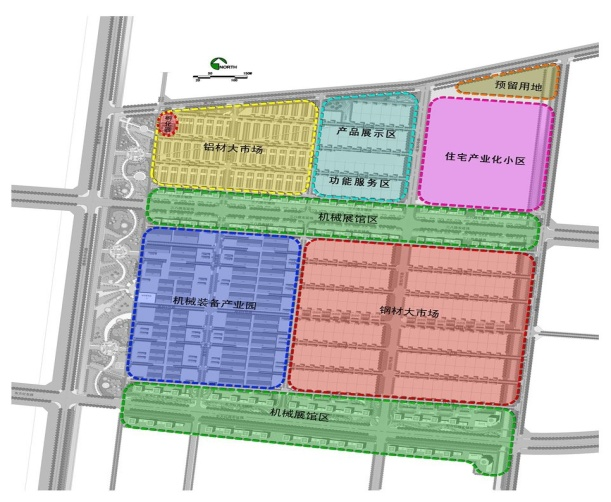 NORTH
预留用地
产品展示区
铝材大市场
住宅产业化小区
功能服务区
机械展馆区
机械装备产业园
钢材大市场
机械展馆区